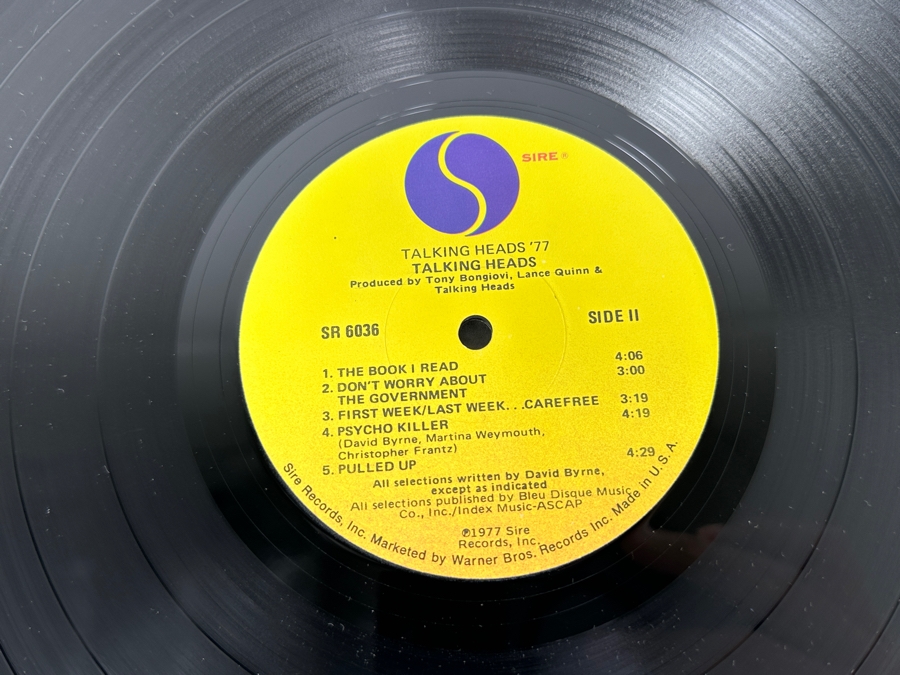 SIRE®
TALKING HEADS '77
TALKING HEADS
Produced by Tony Bongiovi, Lance Quinn &
Talking Heads
SR 6036 SIDE II
1. THE BOOK I READ 4:06
2. DON'T WORRY ABOUT 3:00
THE GOVERNMENT
3. FIRST WEEK/LAST WEEK. . .CAREFREE 3:19
4. PSYCHO KILLER 4:19
(David Byrne, Martina Weymouth,
Christopher Frantz)
5. PULLED UP 4:29
All selections written by David Byrne,
except as indicated
All selections published by Bleu Disque Music
Co., Inc./Index Music-ASCAP
℗1977 Sire
Records, Inc.
Sire Records, Inc. Marketed by Warner Bros. Records Inc. Made in U.S.A.